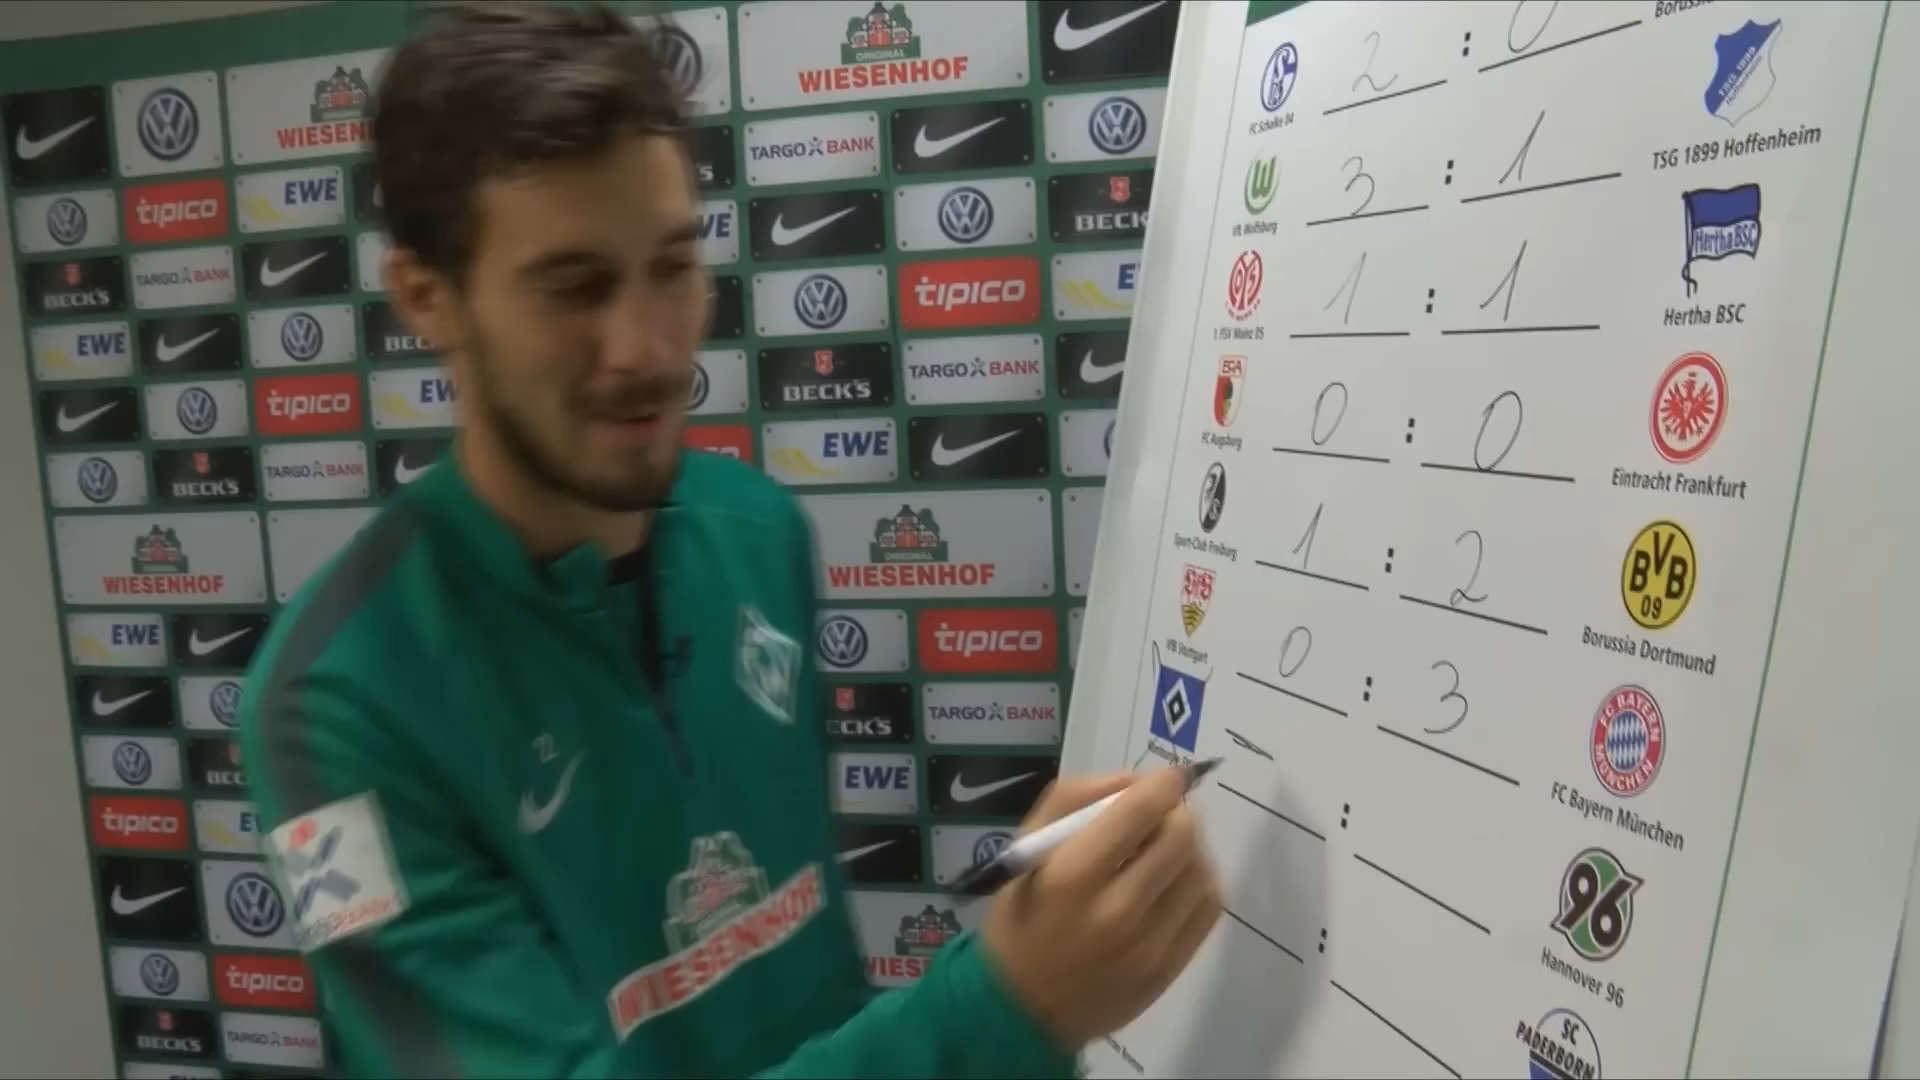 WIESENHOF
ORIGINAL
TARGO BANK
BECK'S
tipico
EWE
22
WIESENHOF
2 : 0
FC Schalke 04
TSG 1899 Hoffenheim
3 : 1
VfL Wolfsburg
Hertha BSC
Hertha BSC
1 : 1
1. FSV Mainz 05
FCA
Eintracht Frankfurt
0 : 0
FC Augsburg
BVB
09
Borussia Dortmund
1 : 2
Sport-Club Freiburg
FC BAYERN
MÜNCHEN
FC Bayern München
0 : 3
VfB Stuttgart
96
Hannover 96
:
:
SC
PADERBORN